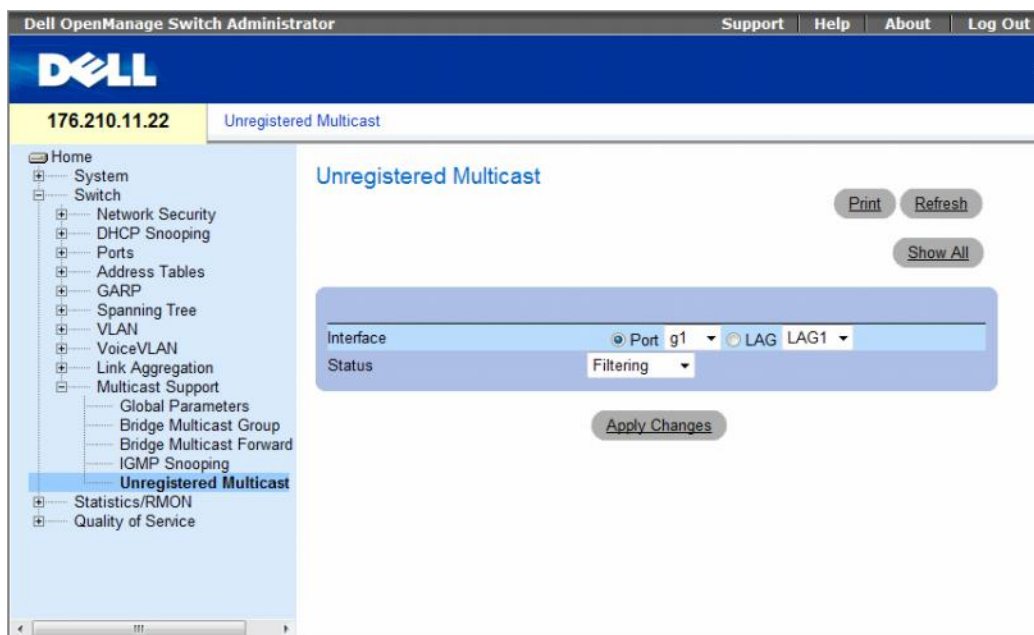 Dell OpenManage Switch Administrator Support Help About Log Out
DELL
176.210.11.22 Unregistered Multicast
Home
System
Switch
Network Security
DHCP Snooping
Ports
Address Tables
GARP
Spanning Tree
VLAN
VoiceVLAN
Link Aggregation
Multicast Support
Global Parameters
Bridge Multicast Group
Bridge Multicast Forward
IGMP Snooping
Unregistered Multicast
Statistics/RMON
Quality of Service
Unregistered Multicast
Print Refresh
Show All
Interface Port g1 LAG LAG1
Status Filtering
Apply Changes